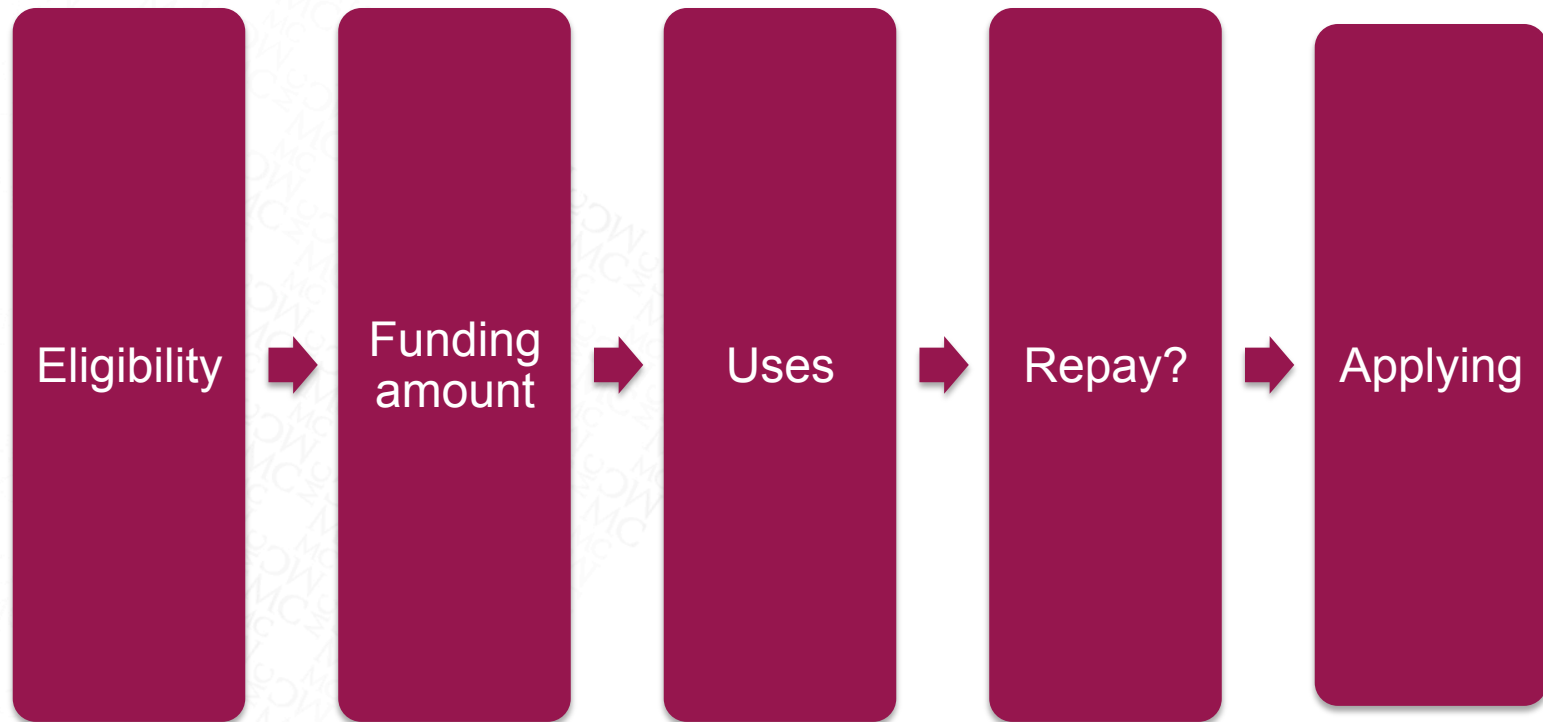 Eligibility
Funding
amount
Uses
Repay?
Applying